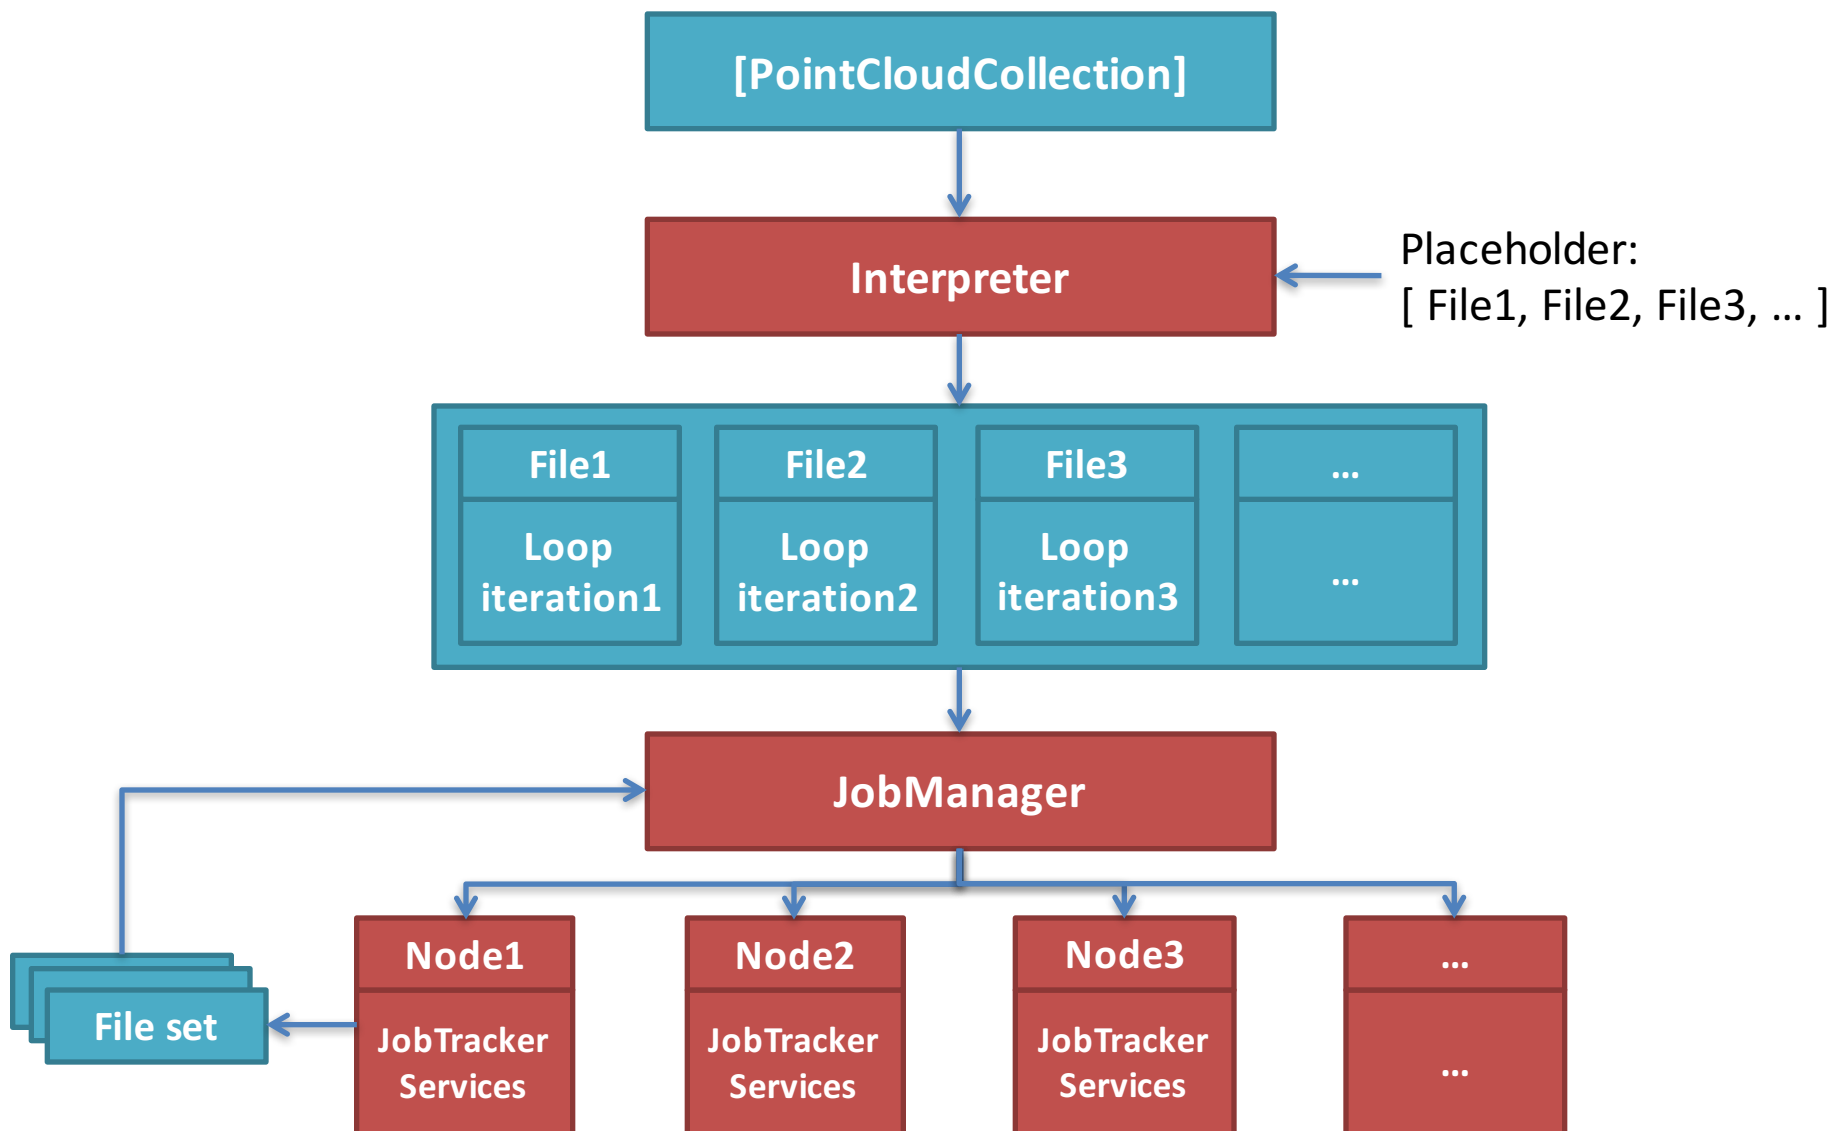 [PointCloudCollection]
Interpreter
Placeholder:
[ File1, File2, File3, ... ]
File1
File2
File3
...
Loop
iteration1
Loop
iteration2
Loop
iteration3
...
JobManager
Node1
Node2
Node3
...
File set
JobTracker
Services
JobTracker
Services
JobTracker
Services
...